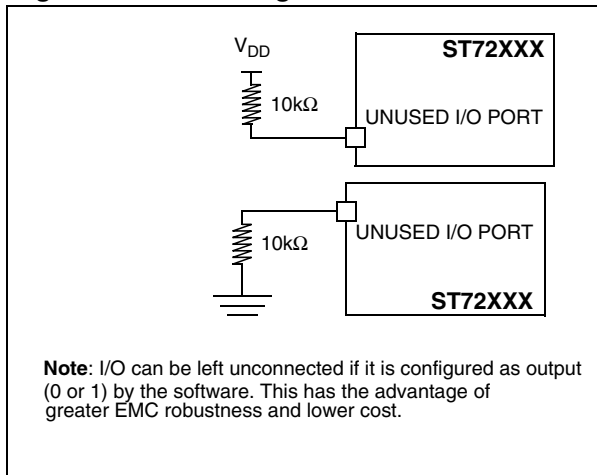 V_DD
ST72XXX
10kΩ
UNUSED I/O PORT
UNUSED I/O PORT
10kΩ
ST72XXX
Note: I/O can be left unconnected if it is configured as output
(0 or 1) by the software. This has the advantage of
greater EMC robustness and lower cost.